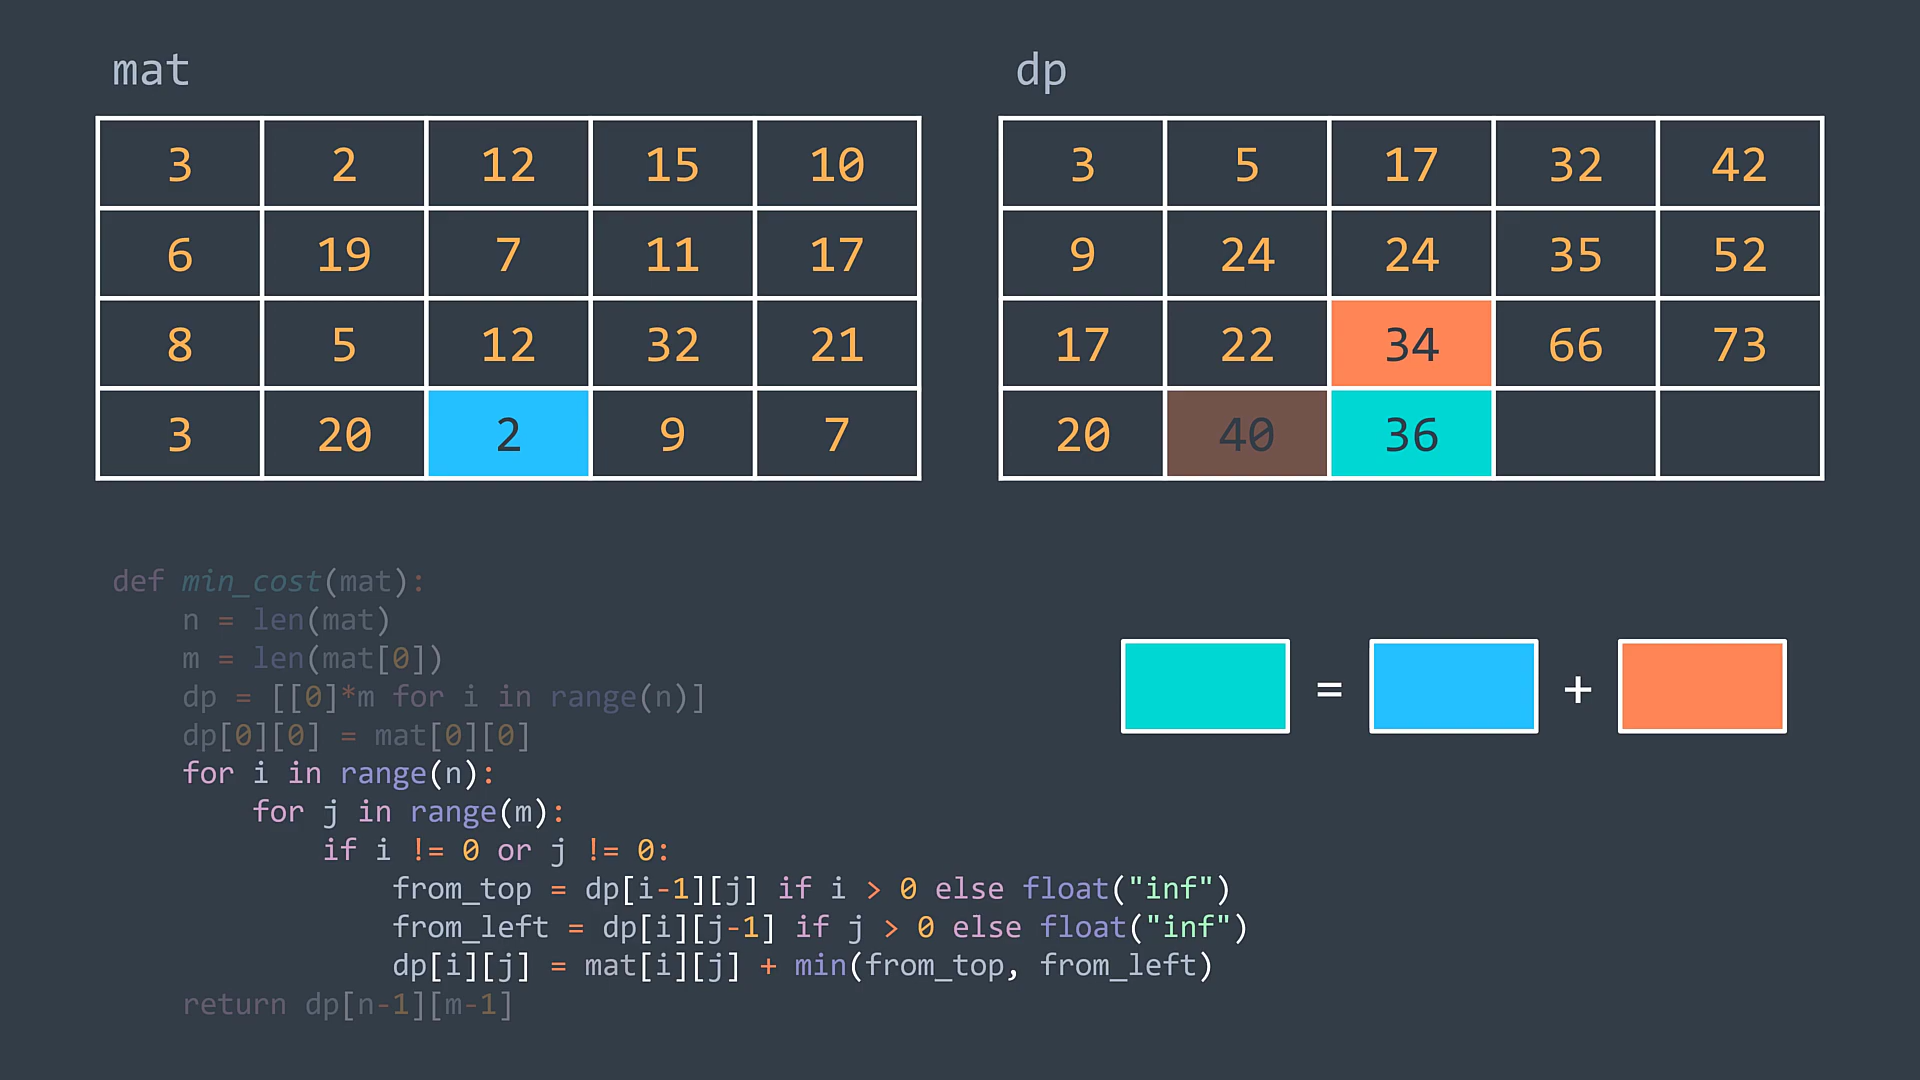 mat dp
3 2 12 15 10 3 5 17 32 42
6 19 7 11 17 9 24 24 35 52
8 5 12 32 21 17 22 34 66 73
3 20 2 9 7 20 40 36
def min_cost(mat):
    n = len(mat)
    m = len(mat[0])
    dp = [[0]*m for i in range(n)]
    dp[0][0] = mat[0][0]
    for i in range(n):
        for j in range(m):
            if i != 0 or j != 0:
                from_top = dp[i-1][j] if i > 0 else float("inf")
                from_left = dp[i][j-1] if j > 0 else float("inf")
                dp[i][j] = mat[i][j] + min(from_top, from_left)
    return dp[n-1][m-1]
= +